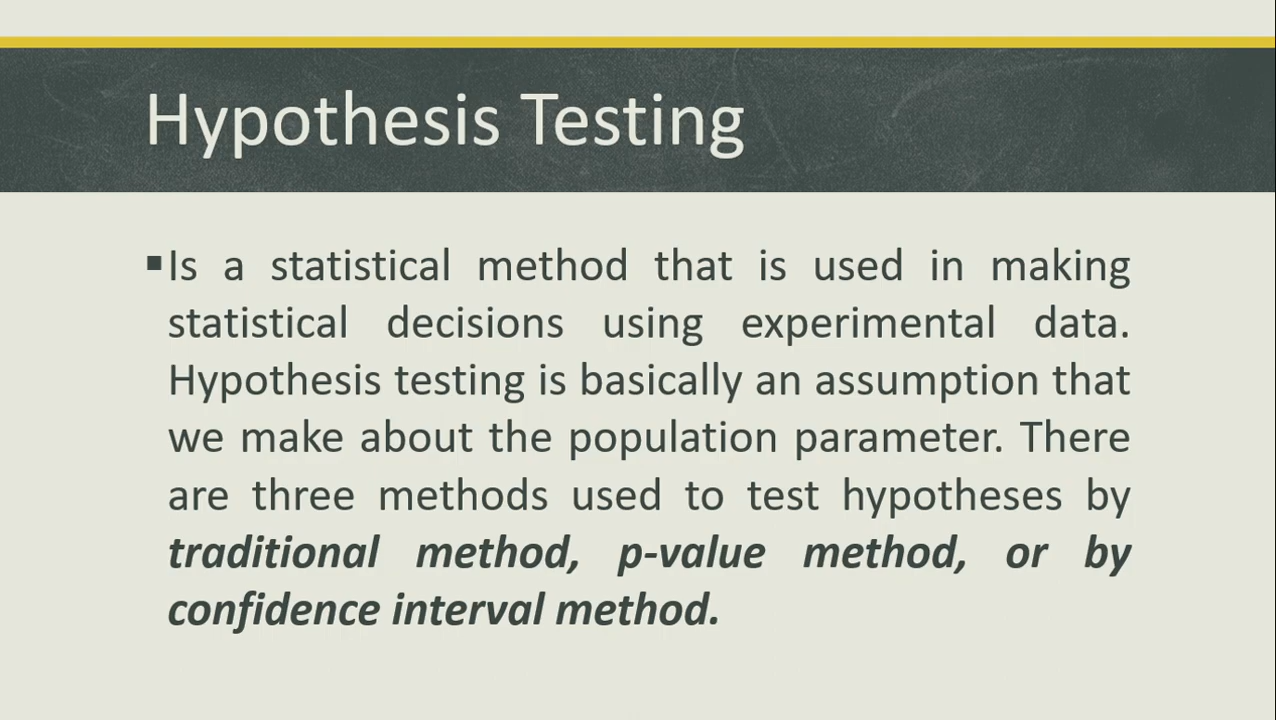 Hypothesis Testing
▪Is a statistical method that is used in making
statistical decisions using experimental data.
Hypothesis testing is basically an assumption that
we make about the population parameter. There
are three methods used to test hypotheses by
traditional method, p-value method, or by
confidence interval method.